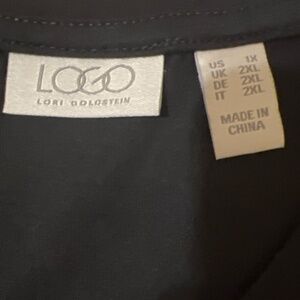 LOGO
LORI GOLDSTEIN
US 1X
UK 2XL
DE 2XL
IT 2XL
MADE IN
CHINA